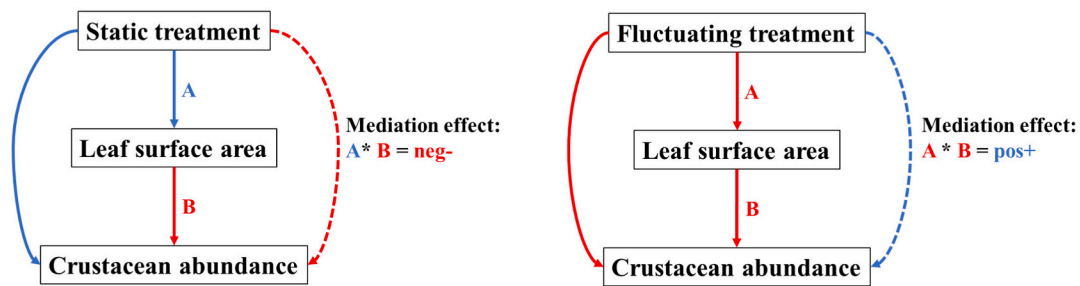 Static treatment
A
Leaf surface area
Mediation effect:
A* B = neg-
B
Crustacean abundance
Fluctuating treatment
A
Leaf surface area
Mediation effect:
A * B = pos+
B
Crustacean abundance